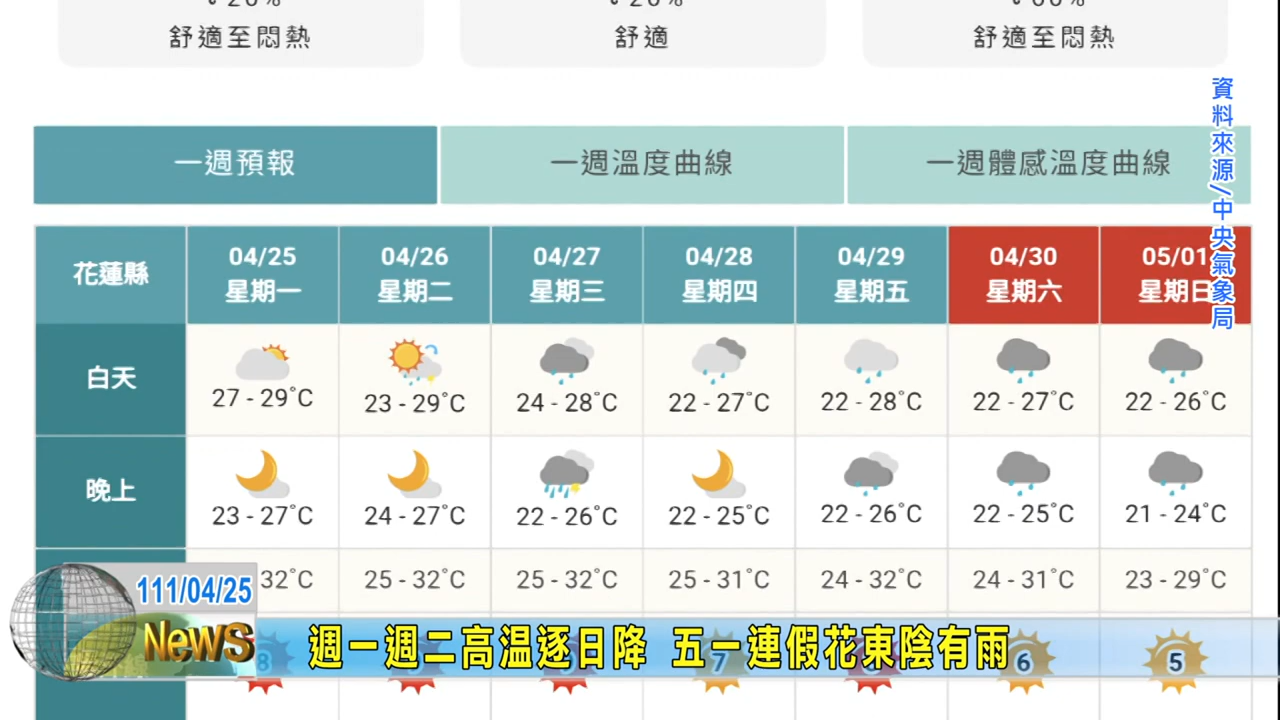 舒適至悶熱
舒適
舒適至悶熱
資料來源/中央氣象局
一週預報
一週溫度曲線
一週體感溫度曲線
花蓮縣
04/25
星期一
04/26
星期二
04/27
星期三
04/28
星期四
04/29
星期五
04/30
星期六
05/01
星期日
白天
27 - 29°C
23 - 29°C
24 - 28°C
22 - 27°C
22 - 28°C
22 - 27°C
22 - 26°C
晚上
23 - 27°C
24 - 27°C
22 - 26°C
22 - 25°C
22 - 26°C
22 - 25°C
21 - 24°C
32°C
25 - 32°C
25 - 32°C
25 - 31°C
24 - 32°C
24 - 31°C
23 - 29°C
111/04/25
NewS
週一週二高温逐日降 五一連假花東陰有雨
8
7
6
5